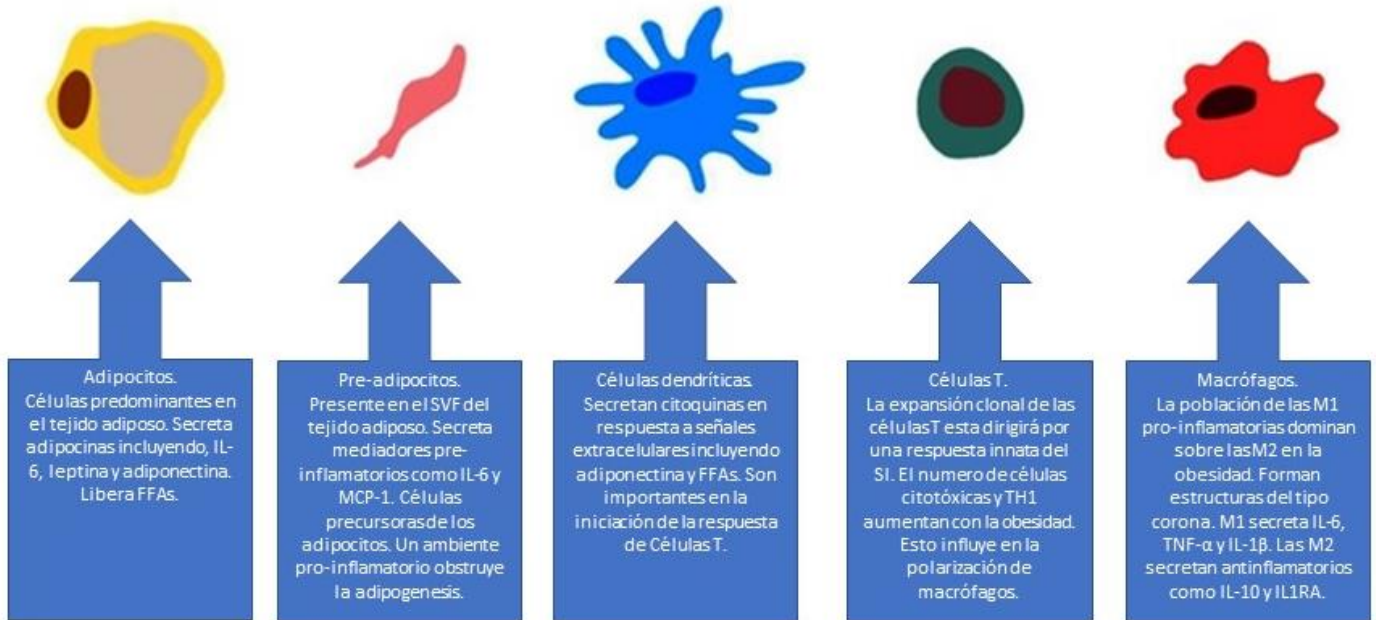 Adipocitos.
Células predominantes en
el tejido adiposo. Secreta
adipocinas incluyendo, IL-
6, leptina y adiponectina.
Libera FFAs.
Pre-adipocitos.
Presente en el SVF del
tejido adiposo. Secreta
mediadores pre-
inflamatorios como IL-6 y
MCP-1. Células
precursoras de los
adipocitos. Un ambiente
pro-inflamatorio obstruye
la adipogenesis.
Células dendríticas.
Secretan citoquinas en
respuesta a señales
extracelulares incluyendo
adiponectina y FFAs. Son
importantes en la
iniciación de la respuesta
de Células T.
Células T.
La expansión clonal de las
células T esta dirigirá por
una respuesta innata del
SI. El numero de células
citotóxicas y TH1
aumentan con la obesidad.
Esto influye en la
polarización de
macrófagos.
Macrófagos.
La población de las M1
pro-inflamatorias dominan
sobre las M2 en la
obesidad. Forman
estructuras del tipo
corona. M1 secreta IL-6,
TNF-α y IL-1β. Las M2
secretan antinflamatorios
como IL-10 y IL1RA.